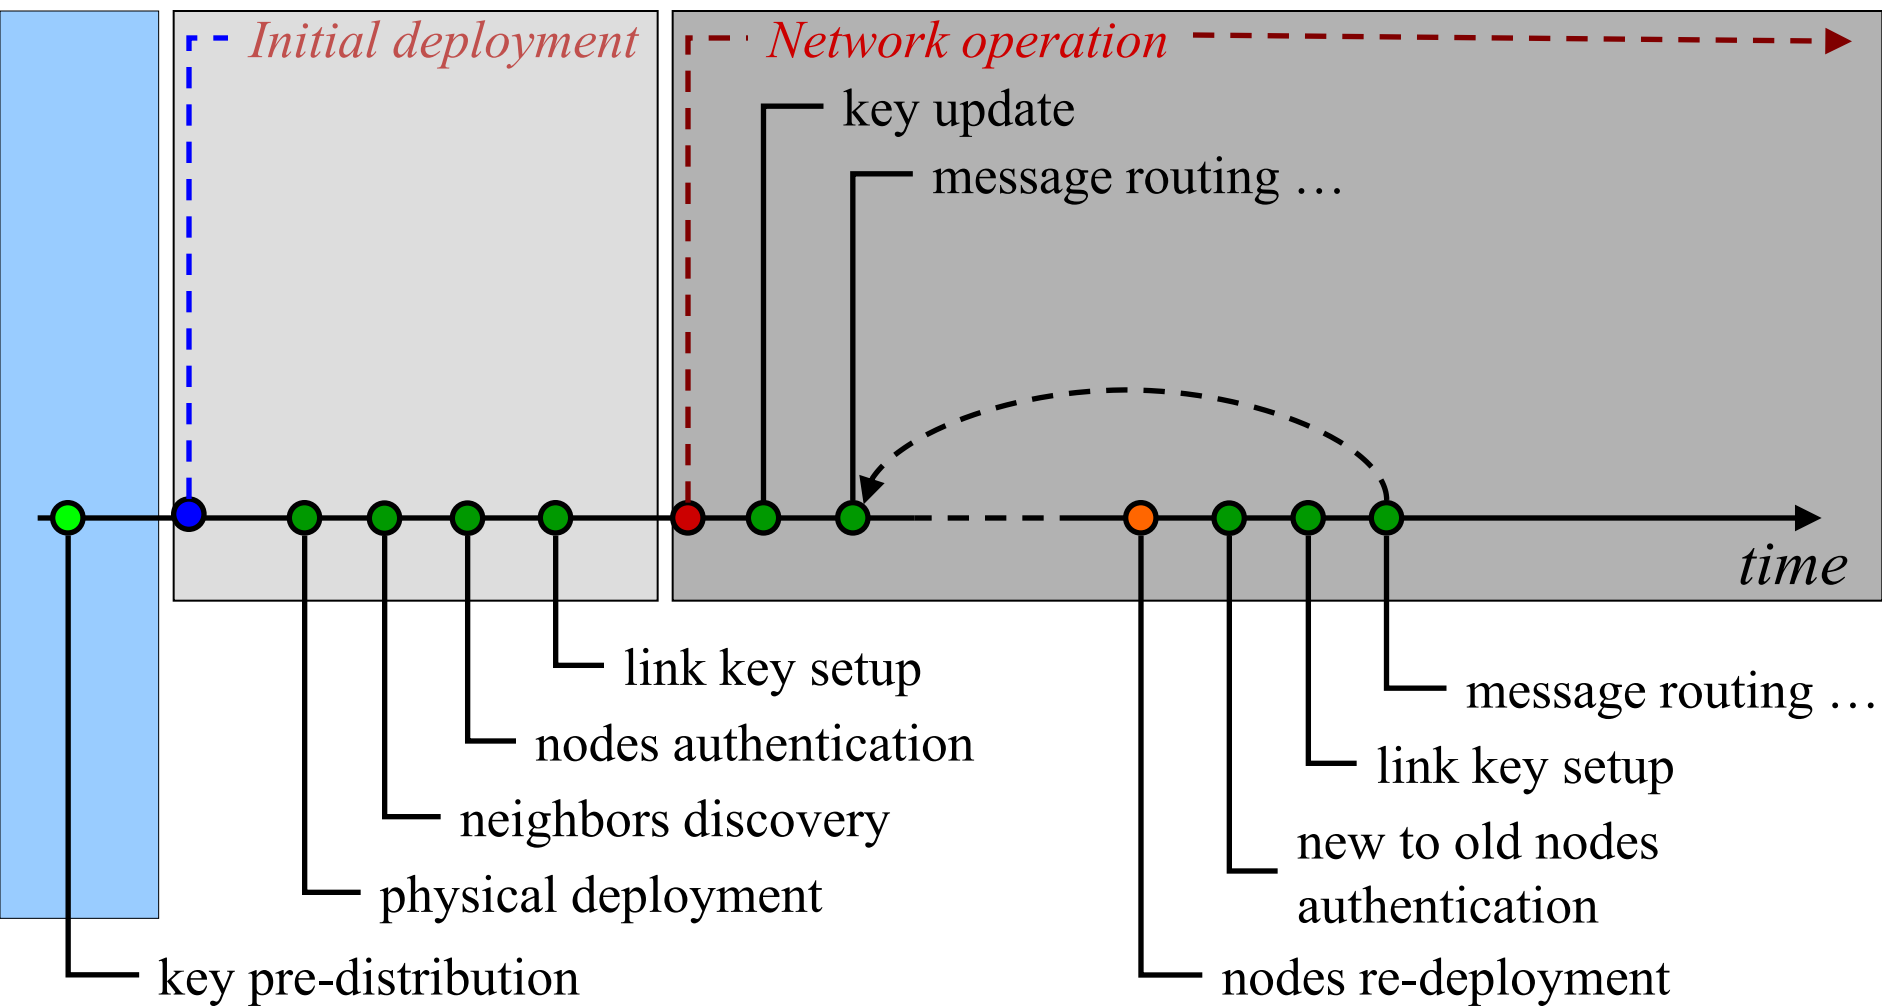 Initial deployment
Network operation
key update
message routing …
time
link key setup
nodes authentication
neighbors discovery
physical deployment
key pre-distribution
message routing …
link key setup
new to old nodes
authentication
nodes re-deployment